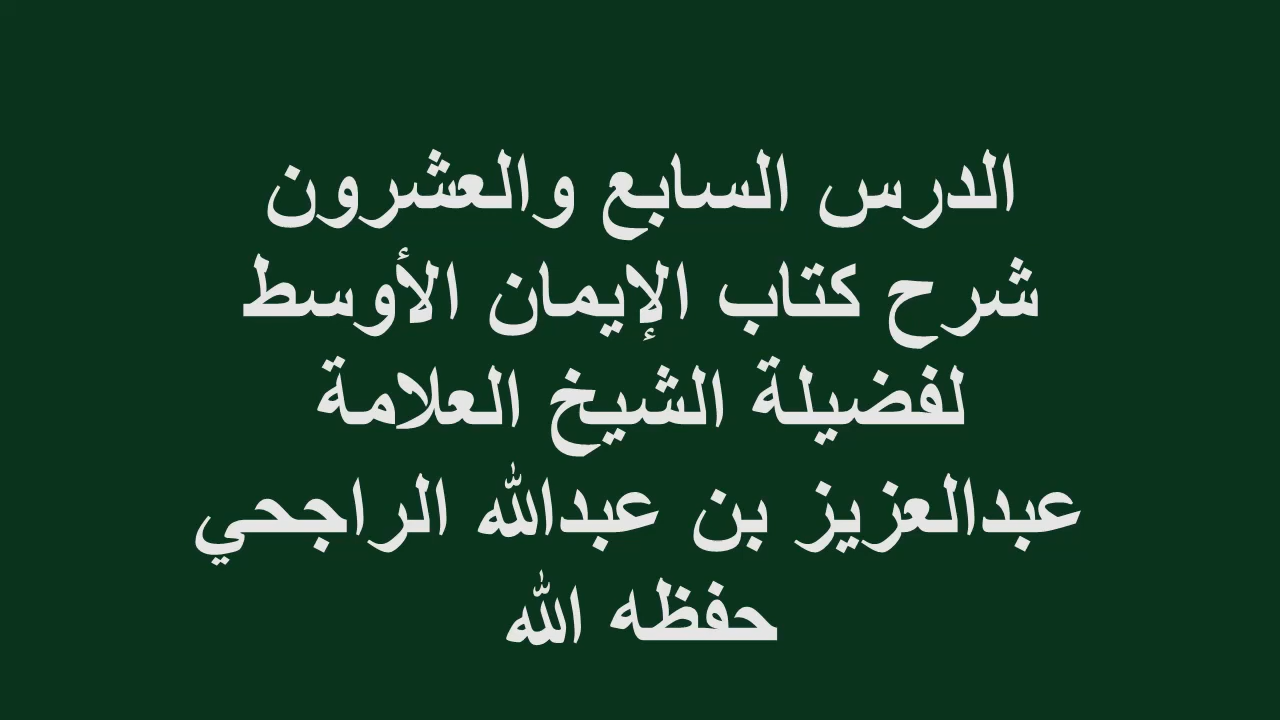 الدرس السابع والعشرون
شرح كتاب الإيمان الأوسط
لفضيلة الشيخ العلامة
عبدالعزيز بن عبدالله الراجحي
حفظه الله